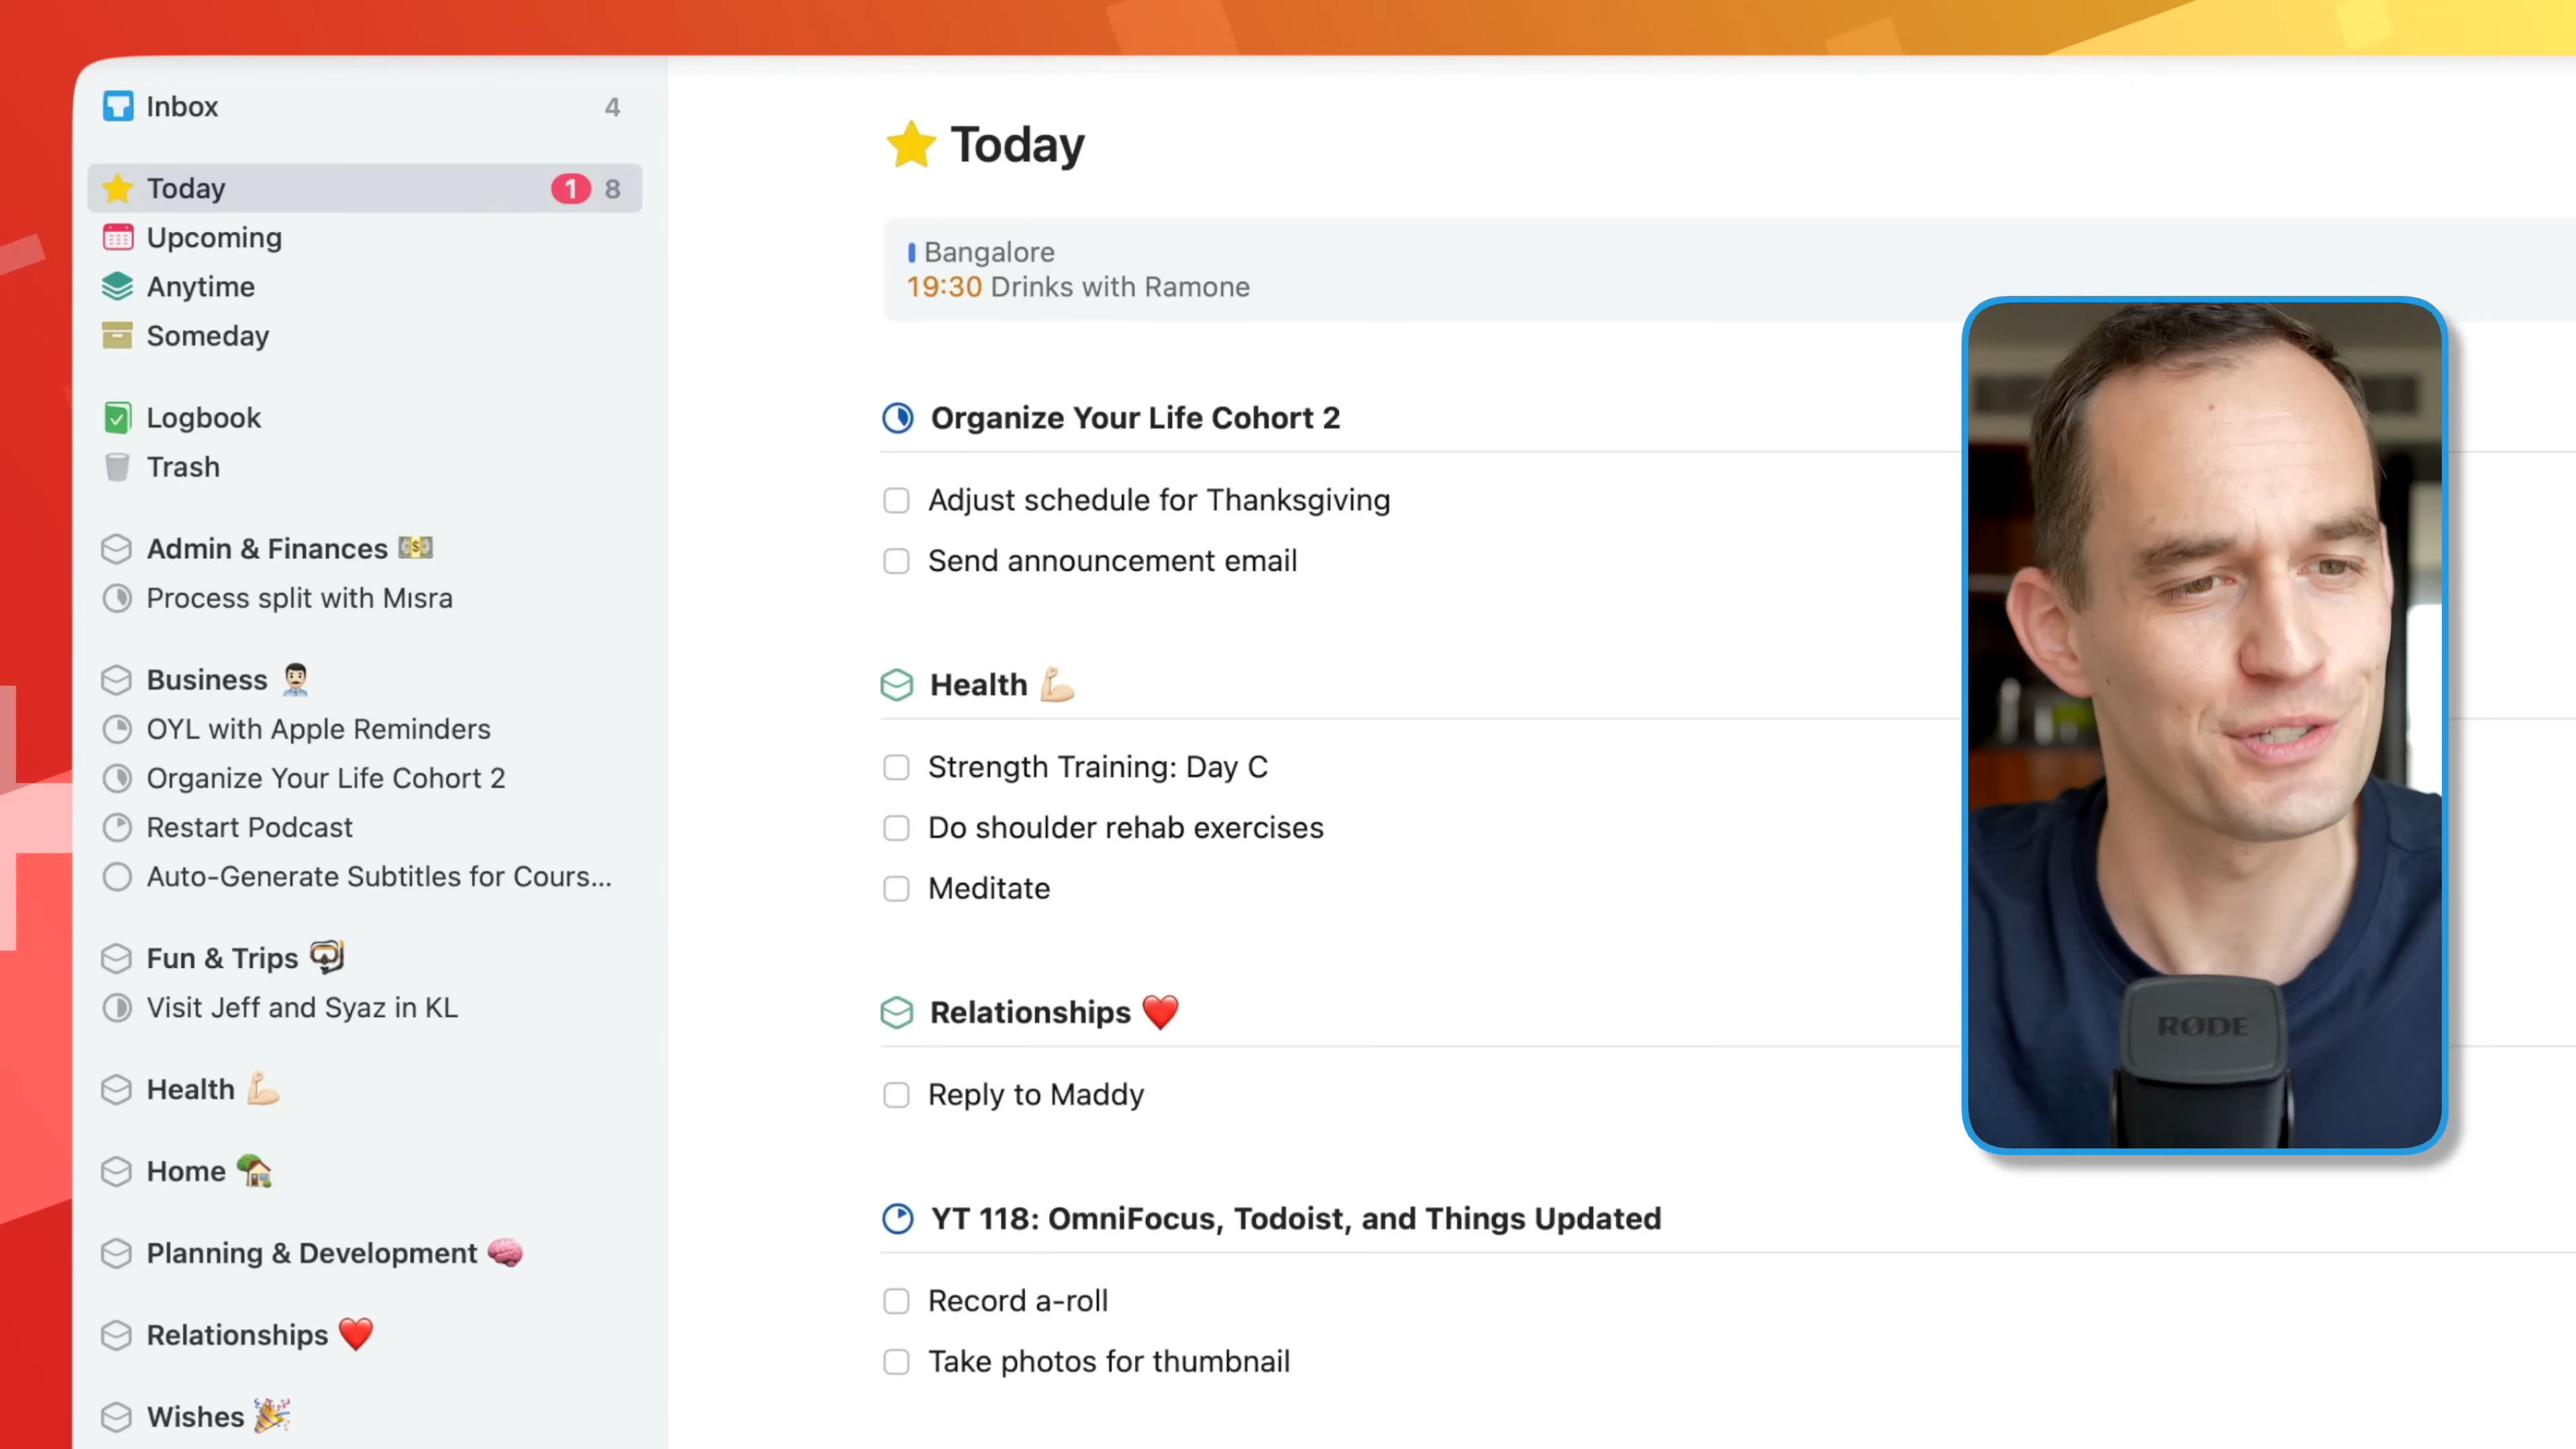 Inbox 4
Today 1 8
Upcoming
Anytime
Someday
Logbook
Trash
Admin & Finances
Process split with Mısra
Business
OYL with Apple Reminders
Organize Your Life Cohort 2
Restart Podcast
Auto-Generate Subtitles for Cours...
Fun & Trips
Visit Jeff and Syaz in KL
Health
Home
Planning & Development
Relationships
Wishes
Today
Bangalore
19:30 Drinks with Ramone
Organize Your Life Cohort 2
Adjust schedule for Thanksgiving
Send announcement email
Health
Strength Training: Day C
Do shoulder rehab exercises
Meditate
Relationships
Reply to Maddy
YT 118: OmniFocus, Todoist, and Things Updated
Record a-roll
Take photos for thumbnail
RØDE